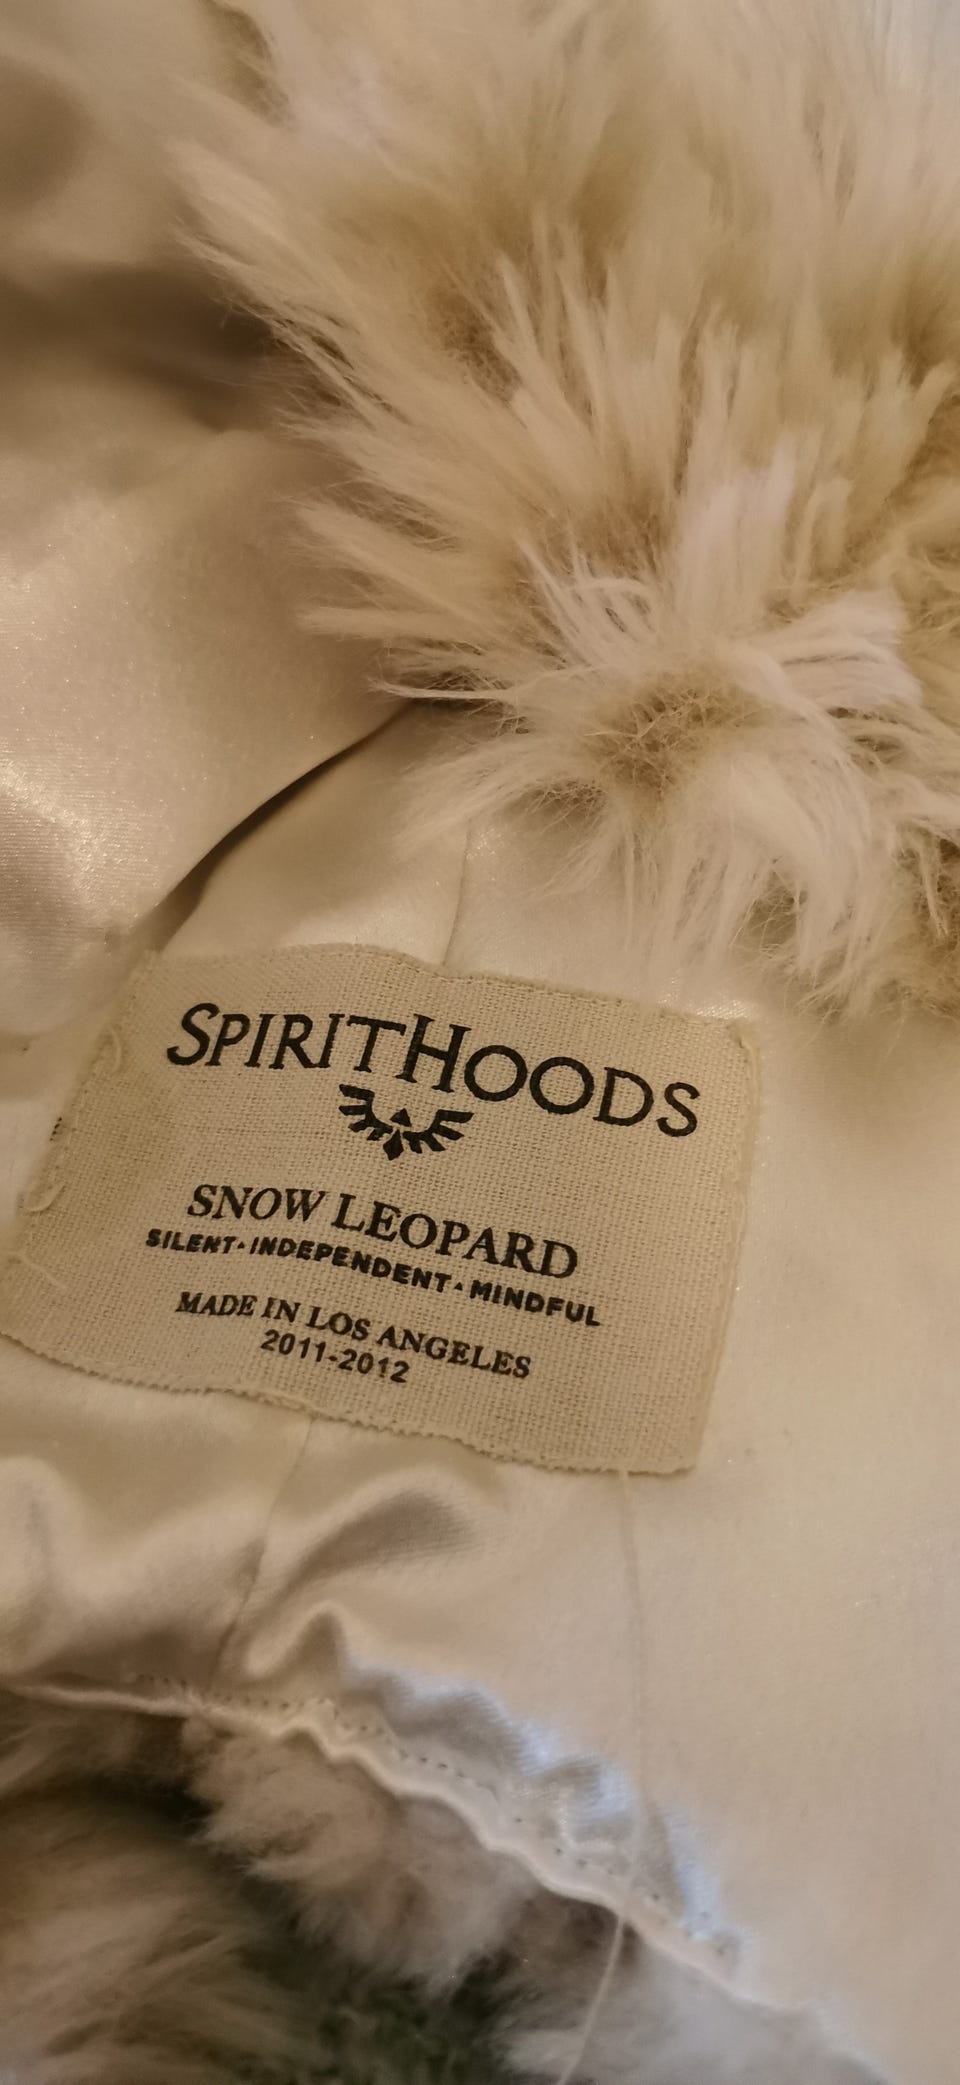 SPIRITHOODS
SNOW LEOPARD
SILENT · INDEPENDENT · MINDFUL
MADE IN LOS ANGELES
2011-2012